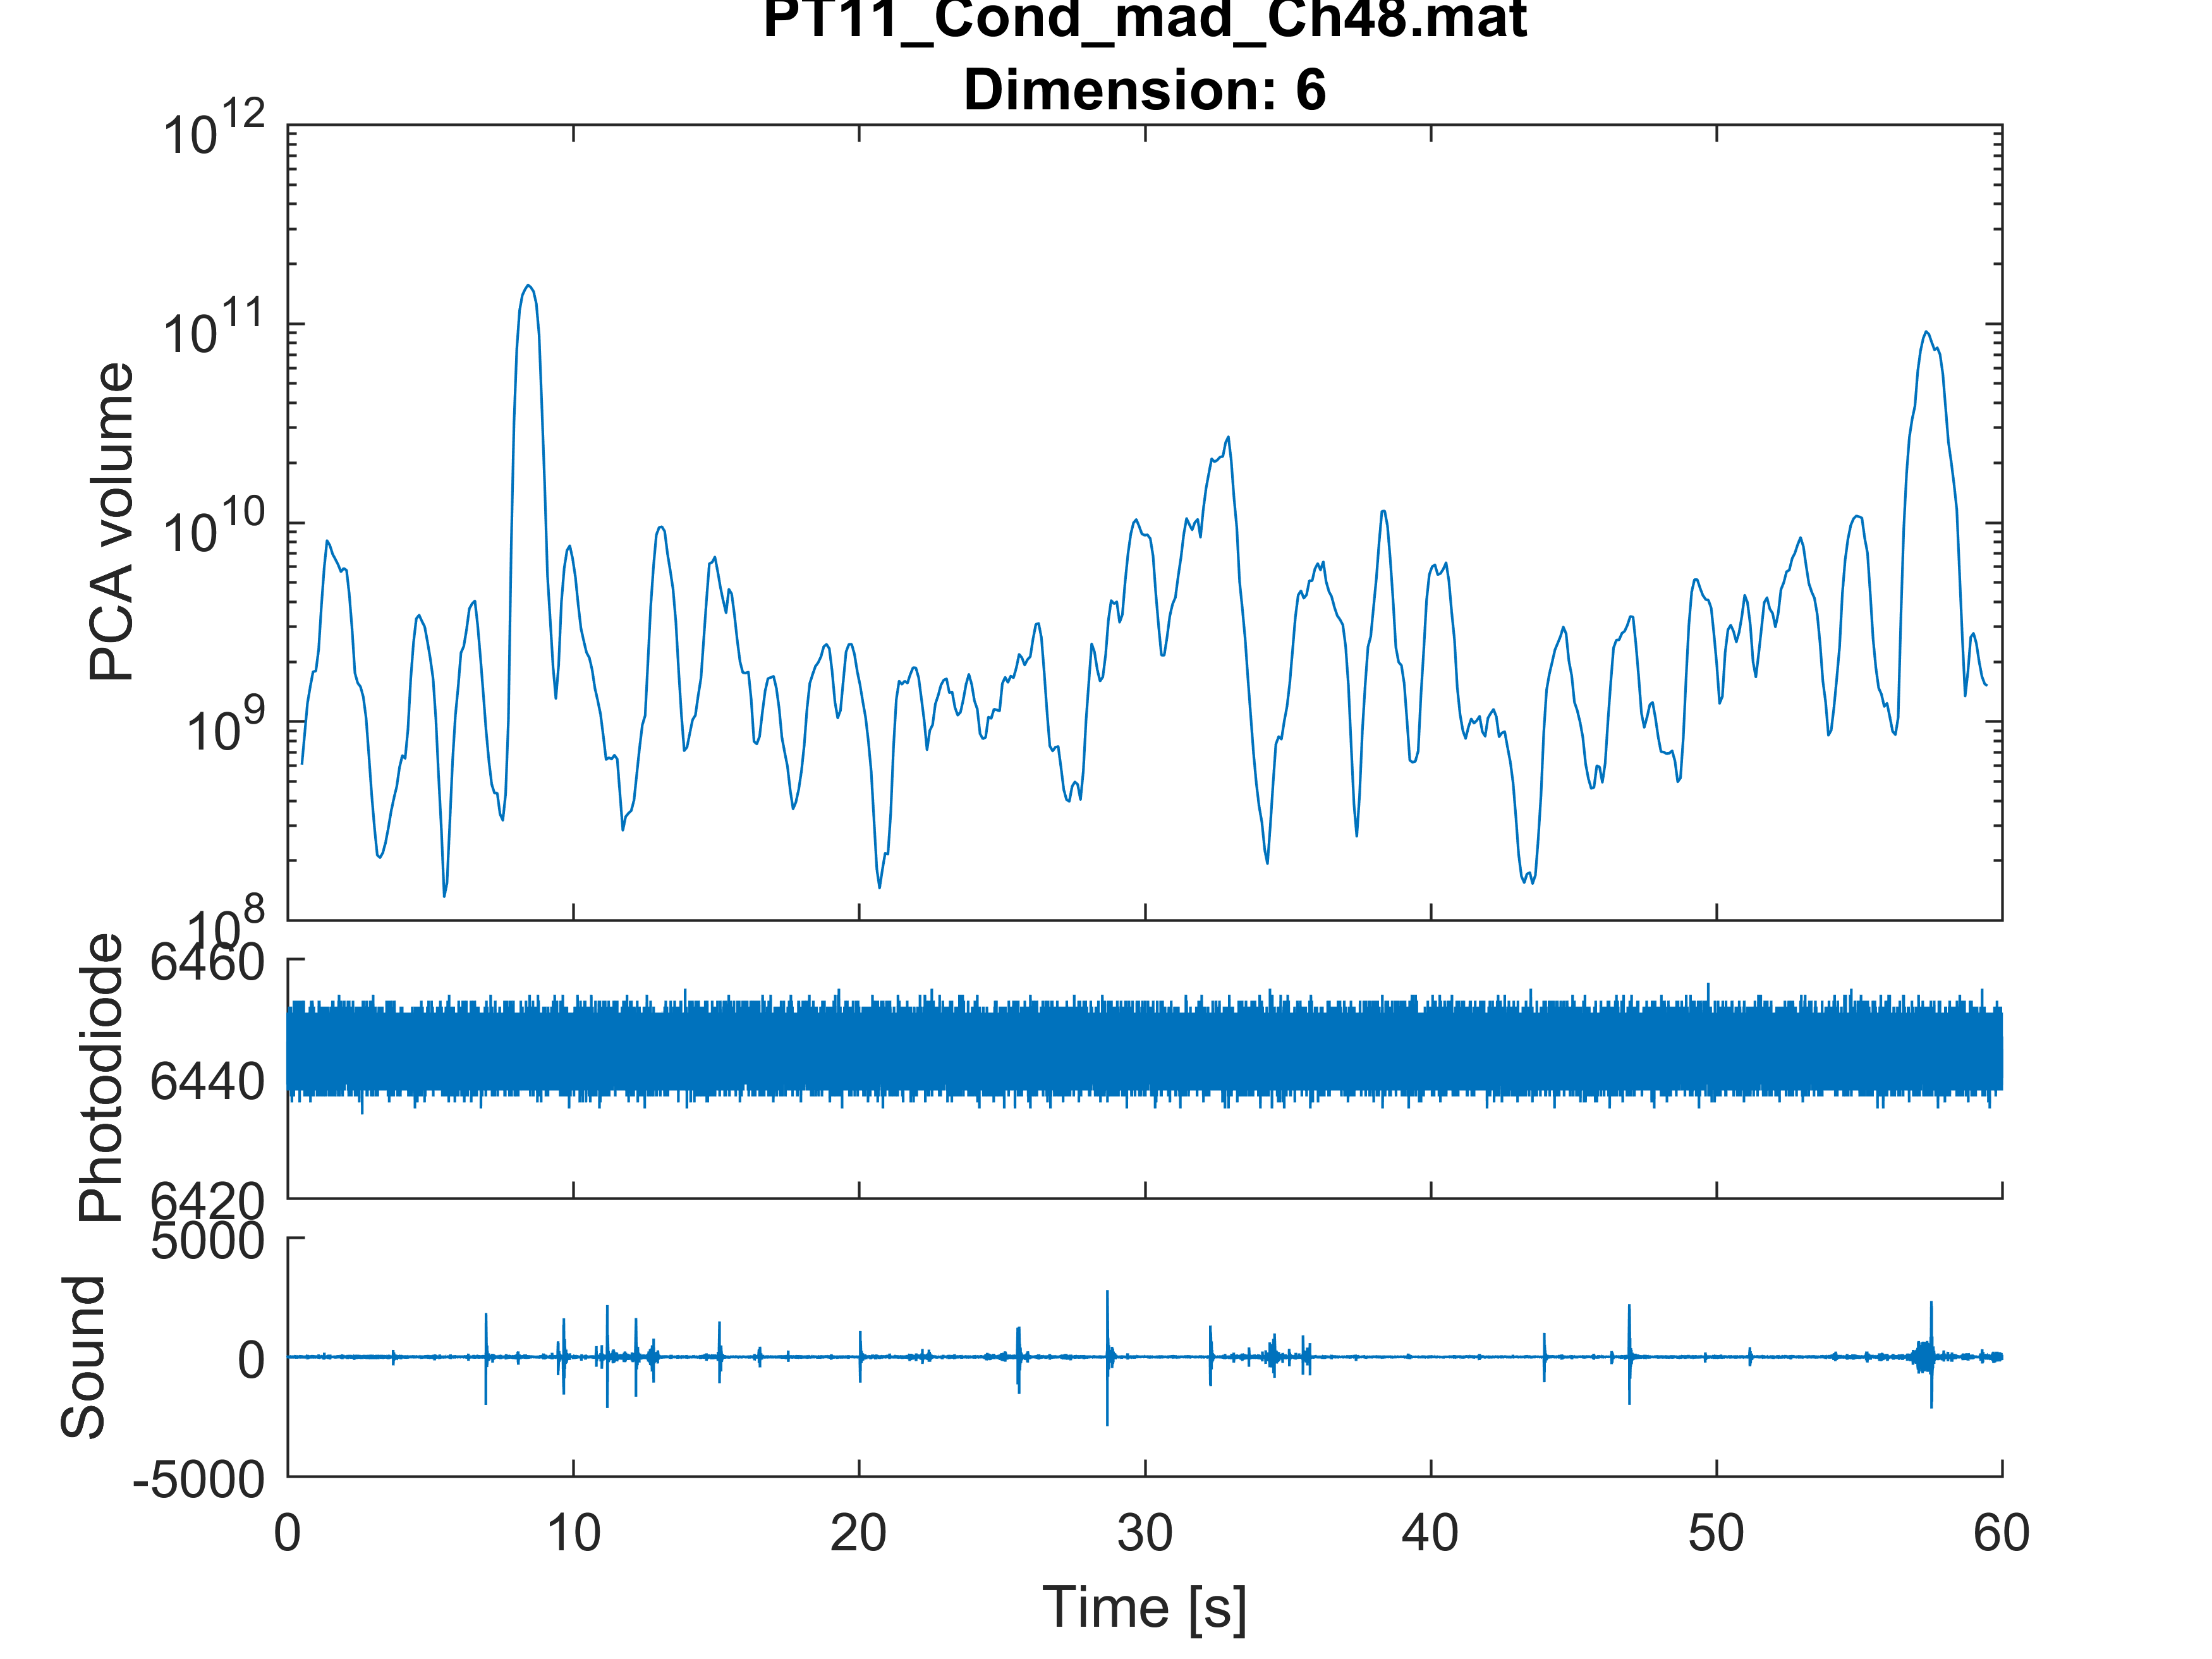 PT11_Cond_mad_Ch48.mat
Dimension: 6
10^12
10^11
10^10
10^9
10^8
PCA volume
6460
6440
6420
Photodiode
5000
0
-5000
Sound
0 10 20 30 40 50 60
Time [s]